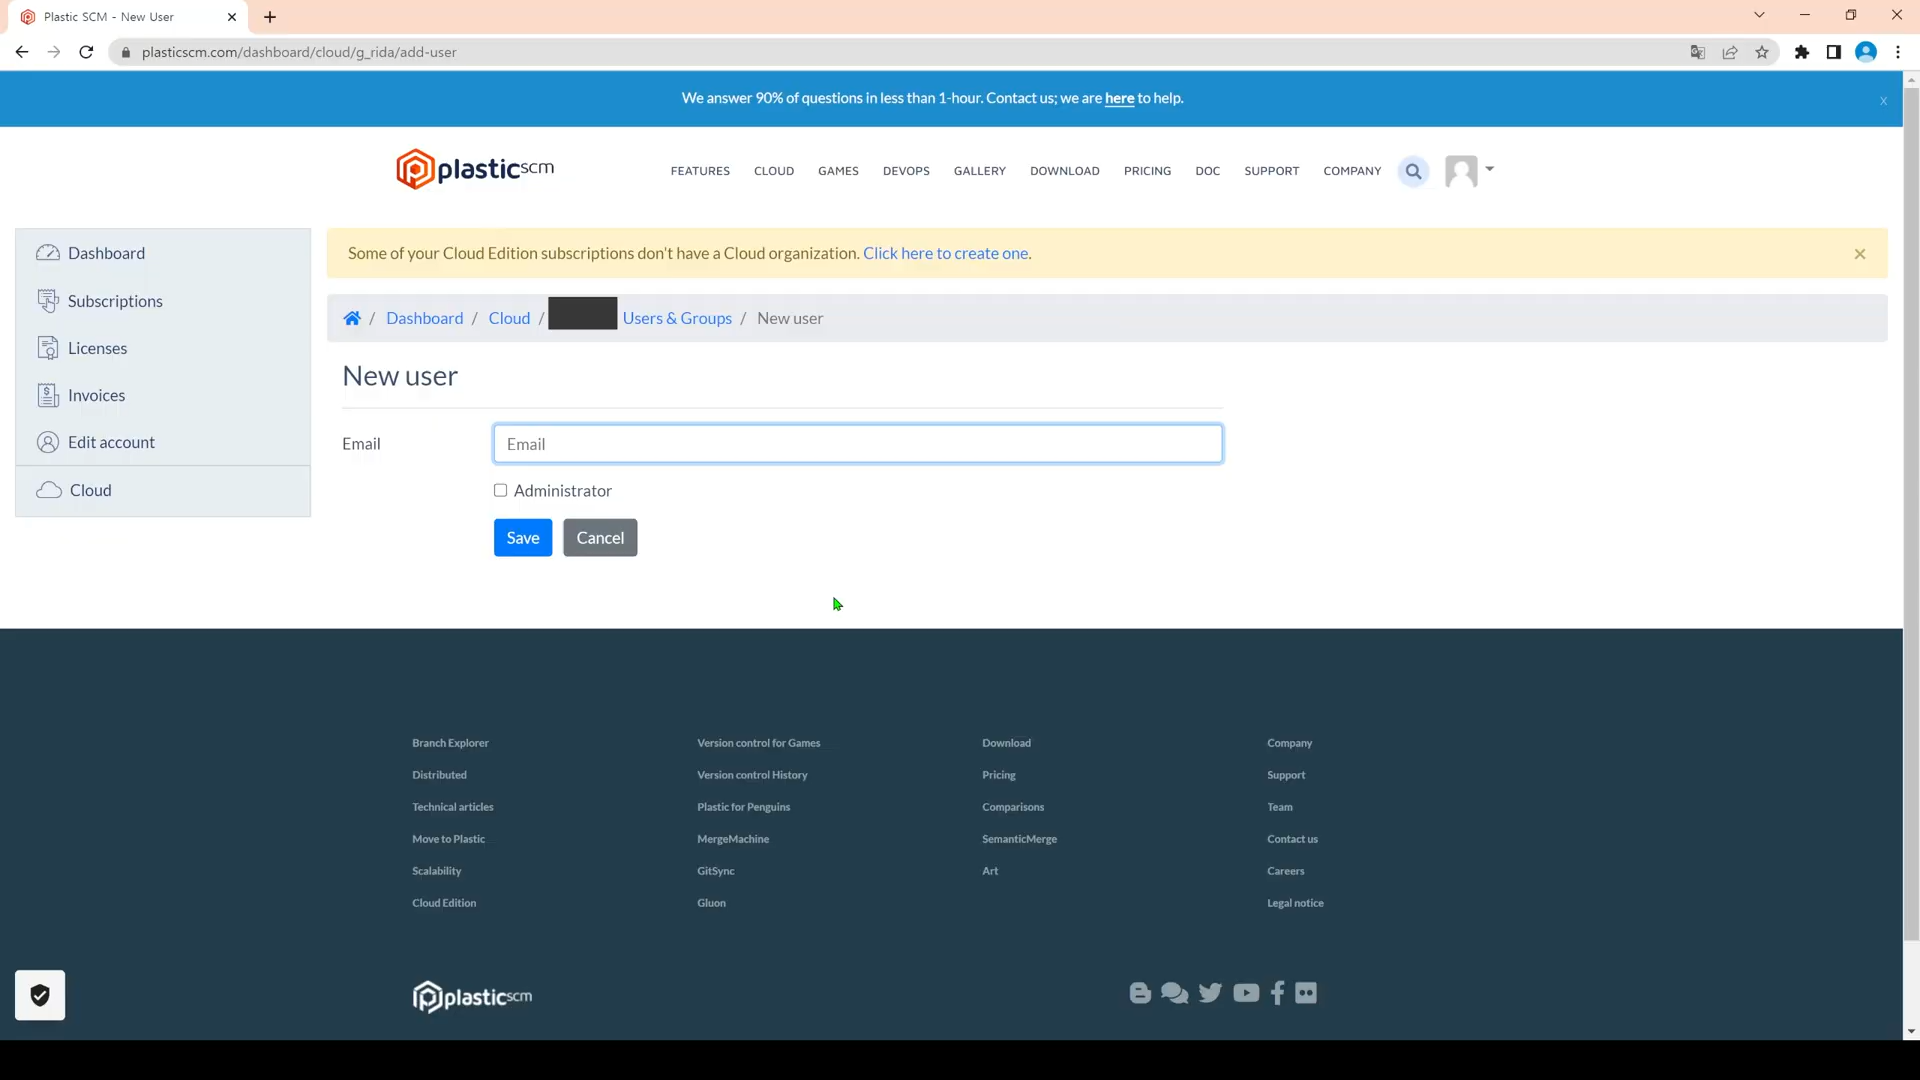 Plastic SCM - New User
plasticscm.com/dashboard/cloud/g_rida/add-user
We answer 90% of questions in less than 1-hour. Contact us; we are here to help.
x
plasticscm
FEATURES CLOUD GAMES DEVOPS GALLERY DOWNLOAD PRICING DOC SUPPORT COMPANY
Dashboard
Subscriptions
Licenses
Invoices
Edit account
Cloud
Some of your Cloud Edition subscriptions don't have a Cloud organization. Click here to create one.
/ Dashboard / Cloud / Users & Groups / New user
New user
Email
Email
Administrator
Save Cancel
Branch Explorer
Distributed
Technical articles
Move to Plastic
Scalability
Cloud Edition
Version control for Games
Version control History
Plastic for Penguins
MergeMachine
GitSync
Gluon
Download
Pricing
Comparisons
SemanticMerge
Art
Company
Support
Team
Contact us
Careers
Legal notice
plasticscm